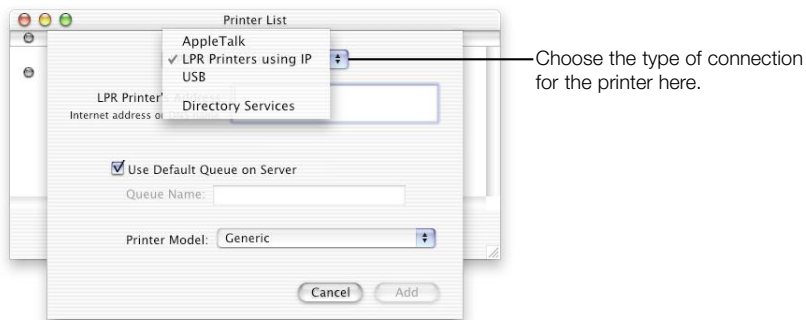 Printer List
AppleTalk
✓ LPR Printers using IP
USB
Directory Services
Choose the type of connection
for the printer here.
LPR Printer'
Internet address o
Use Default Queue on Server
Queue Name:
Printer Model: Generic
Cancel Add